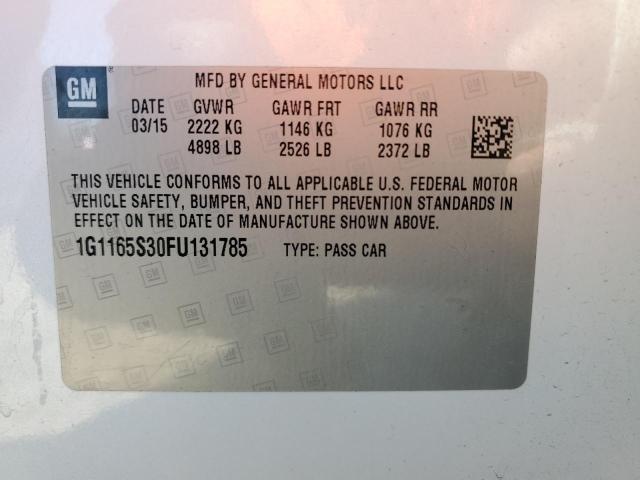 GM ®
MFD BY GENERAL MOTORS LLC
DATE GVWR GAWR FRT GAWR RR
03/15 2222 KG 1146 KG 1076 KG
4898 LB 2526 LB 2372 LB
THIS VEHICLE CONFORMS TO ALL APPLICABLE U.S. FEDERAL MOTOR
VEHICLE SAFETY, BUMPER, AND THEFT PREVENTION STANDARDS IN
EFFECT ON THE DATE OF MANUFACTURE SHOWN ABOVE.
1G1165S30FU131785 TYPE: PASS CAR